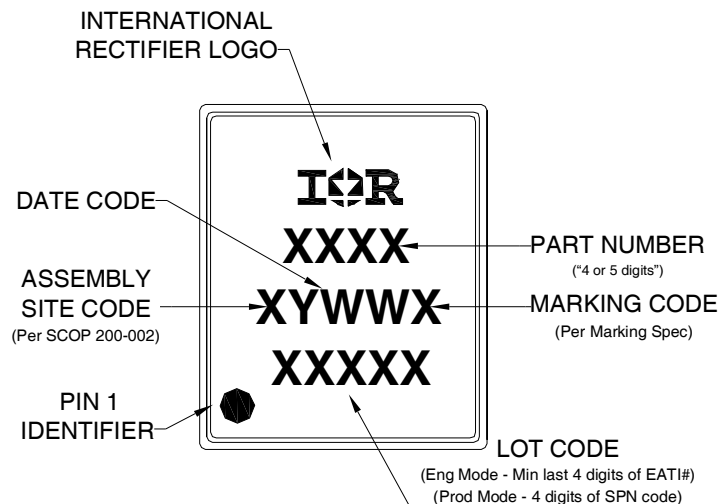 INTERNATIONAL
RECTIFIER LOGO
IOR
DATE CODE
XXXX
PART NUMBER
("4 or 5 digits")
ASSEMBLY
SITE CODE
(Per SCOP 200-002)
XYWWX
MARKING CODE
(Per Marking Spec)
XXXXX
PIN 1
IDENTIFIER
LOT CODE
(Eng Mode - Min last 4 digits of EATI#)
(Prod Mode - 4 digits of SPN code)